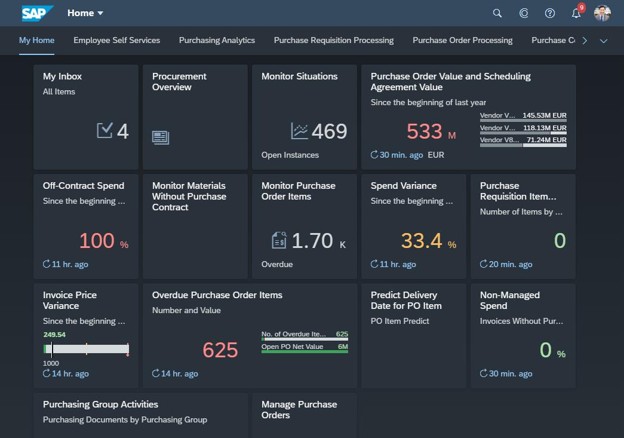 SAP Home 9
My Home Employee Self Services Purchasing Analytics Purchase Requisition Processing Purchase Order Processing Purchase C
My Inbox
All Items
4
Procurement
Overview
Monitor Situations
469
Open Instances
Purchase Order Value and Scheduling
Agreement Value
Since the beginning of last year
533 M
Vendor V... 145.53M EUR
Vendor V... 118.13M EUR
Vendor VB... 71.24M EUR
30 min. ago EUR
Off-Contract Spend
Since the beginning ...
100 %
11 hr. ago
Monitor Materials
Without Purchase
Contract
Monitor Purchase
Order Items
1.70 K
Overdue
Spend Variance
Since the beginning ...
33.4 %
11 hr. ago
Purchase
Requisition Item...
Number of Items by ...
0
20 min. ago
Invoice Price
Variance
Since the beginning ...
249.54
1000
14 hr. ago
Overdue Purchase Order Items
Number and Value
625
No. of Overdue Ite... 625
Open PO Net Value 6M
14 hr. ago
Predict Delivery
Date for PO Item
PO Item Predict
Non-Managed
Spend
Invoices Without Pur...
0 %
30 min. ago
Purchasing Group Activities
Purchasing Documents by Purchasing Group
Manage Purchase
Orders